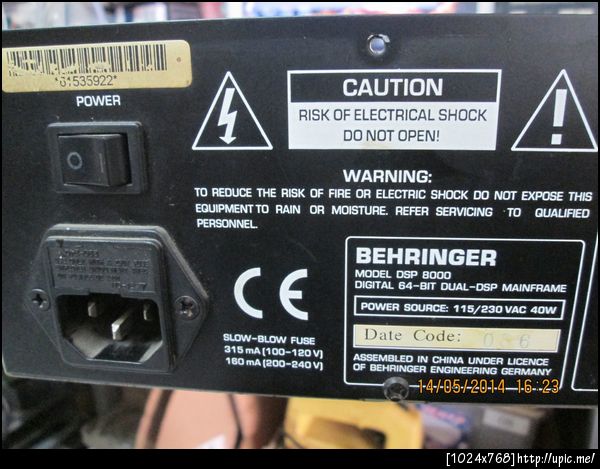 *61535922*
POWER
CAUTION
RISK OF ELECTRICAL SHOCK
DO NOT OPEN!
WARNING:
TO REDUCE THE RISK OF FIRE OR ELECTRIC SHOCK DO NOT EXPOSE THIS
EQUIPMENT TO RAIN OR MOISTURE. REFER SERVICING TO QUALIFIED
PERSONNEL.
CE
SLOW-BLOW FUSE
315 mA (100-120 V)
160 mA (200-240 V)
BEHRINGER
MODEL DSP 8000
DIGITAL 64-BIT DUAL-DSP MAINFRAME
POWER SOURCE: 115/230 VAC 40W
Date Code: 036
ASSEMBLED IN CHINA UNDER LICENCE
OF BEHRINGER ENGINEERING GERMANY
14/05/2014 16:23
[1024x768]http://upic.me/